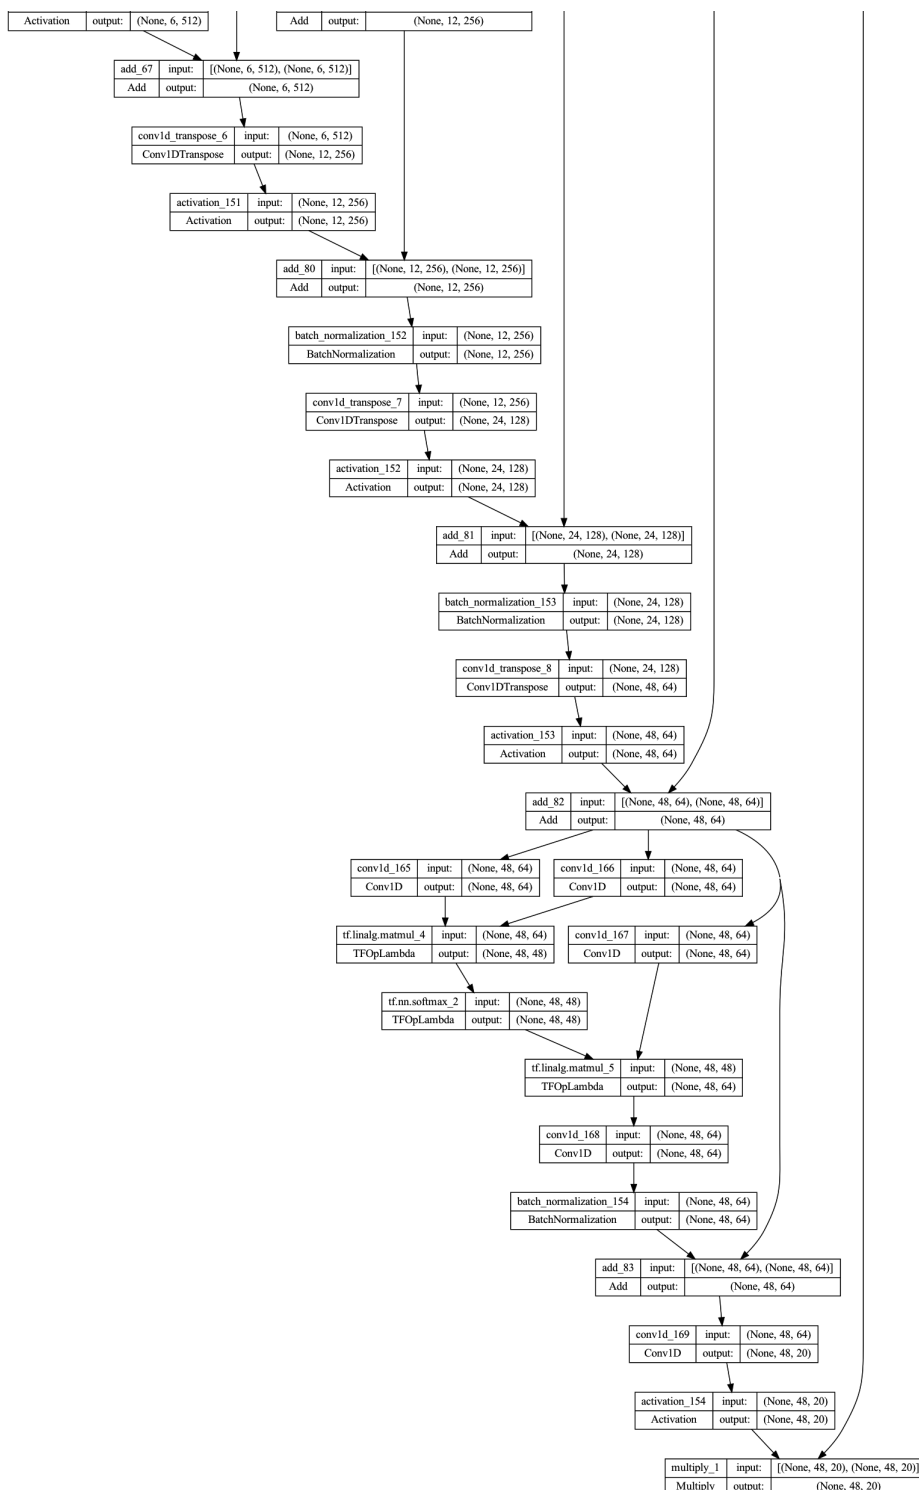 Activation output: (None, 6, 512)
Add output: (None, 12, 256)
add_67 input: [(None, 6, 512), (None, 6, 512)]
Add output: (None, 6, 512)
conv1d_transpose_6 input: (None, 6, 512)
Conv1DTranspose output: (None, 12, 256)
activation_151 input: (None, 12, 256)
Activation output: (None, 12, 256)
add_80 input: [(None, 12, 256), (None, 12, 256)]
Add output: (None, 12, 256)
batch_normalization_152 input: (None, 12, 256)
BatchNormalization output: (None, 12, 256)
conv1d_transpose_7 input: (None, 12, 256)
Conv1DTranspose output: (None, 24, 128)
activation_152 input: (None, 24, 128)
Activation output: (None, 24, 128)
add_81 input: [(None, 24, 128), (None, 24, 128)]
Add output: (None, 24, 128)
batch_normalization_153 input: (None, 24, 128)
BatchNormalization output: (None, 24, 128)
conv1d_transpose_8 input: (None, 24, 128)
Conv1DTranspose output: (None, 48, 64)
activation_153 input: (None, 48, 64)
Activation output: (None, 48, 64)
add_82 input: [(None, 48, 64), (None, 48, 64)]
Add output: (None, 48, 64)
conv1d_165 input: (None, 48, 64)
Conv1D output: (None, 48, 64)
conv1d_166 input: (None, 48, 64)
Conv1D output: (None, 48, 64)
tf.linalg.matmul_4 input: (None, 48, 64)
TFOpLambda output: (None, 48, 48)
conv1d_167 input: (None, 48, 64)
Conv1D output: (None, 48, 64)
tf.nn.softmax_2 input: (None, 48, 48)
TFOpLambda output: (None, 48, 48)
tf.linalg.matmul_5 input: (None, 48, 48)
TFOpLambda output: (None, 48, 64)
conv1d_168 input: (None, 48, 64)
Conv1D output: (None, 48, 64)
batch_normalization_154 input: (None, 48, 64)
BatchNormalization output: (None, 48, 64)
add_83 input: [(None, 48, 64), (None, 48, 64)]
Add output: (None, 48, 64)
conv1d_169 input: (None, 48, 64)
Conv1D output: (None, 48, 20)
activation_154 input: (None, 48, 20)
Activation output: (None, 48, 20)
multiply_1 input: [(None, 48, 20), (None, 48, 20)]
Multiply output: (None, 48, 20)